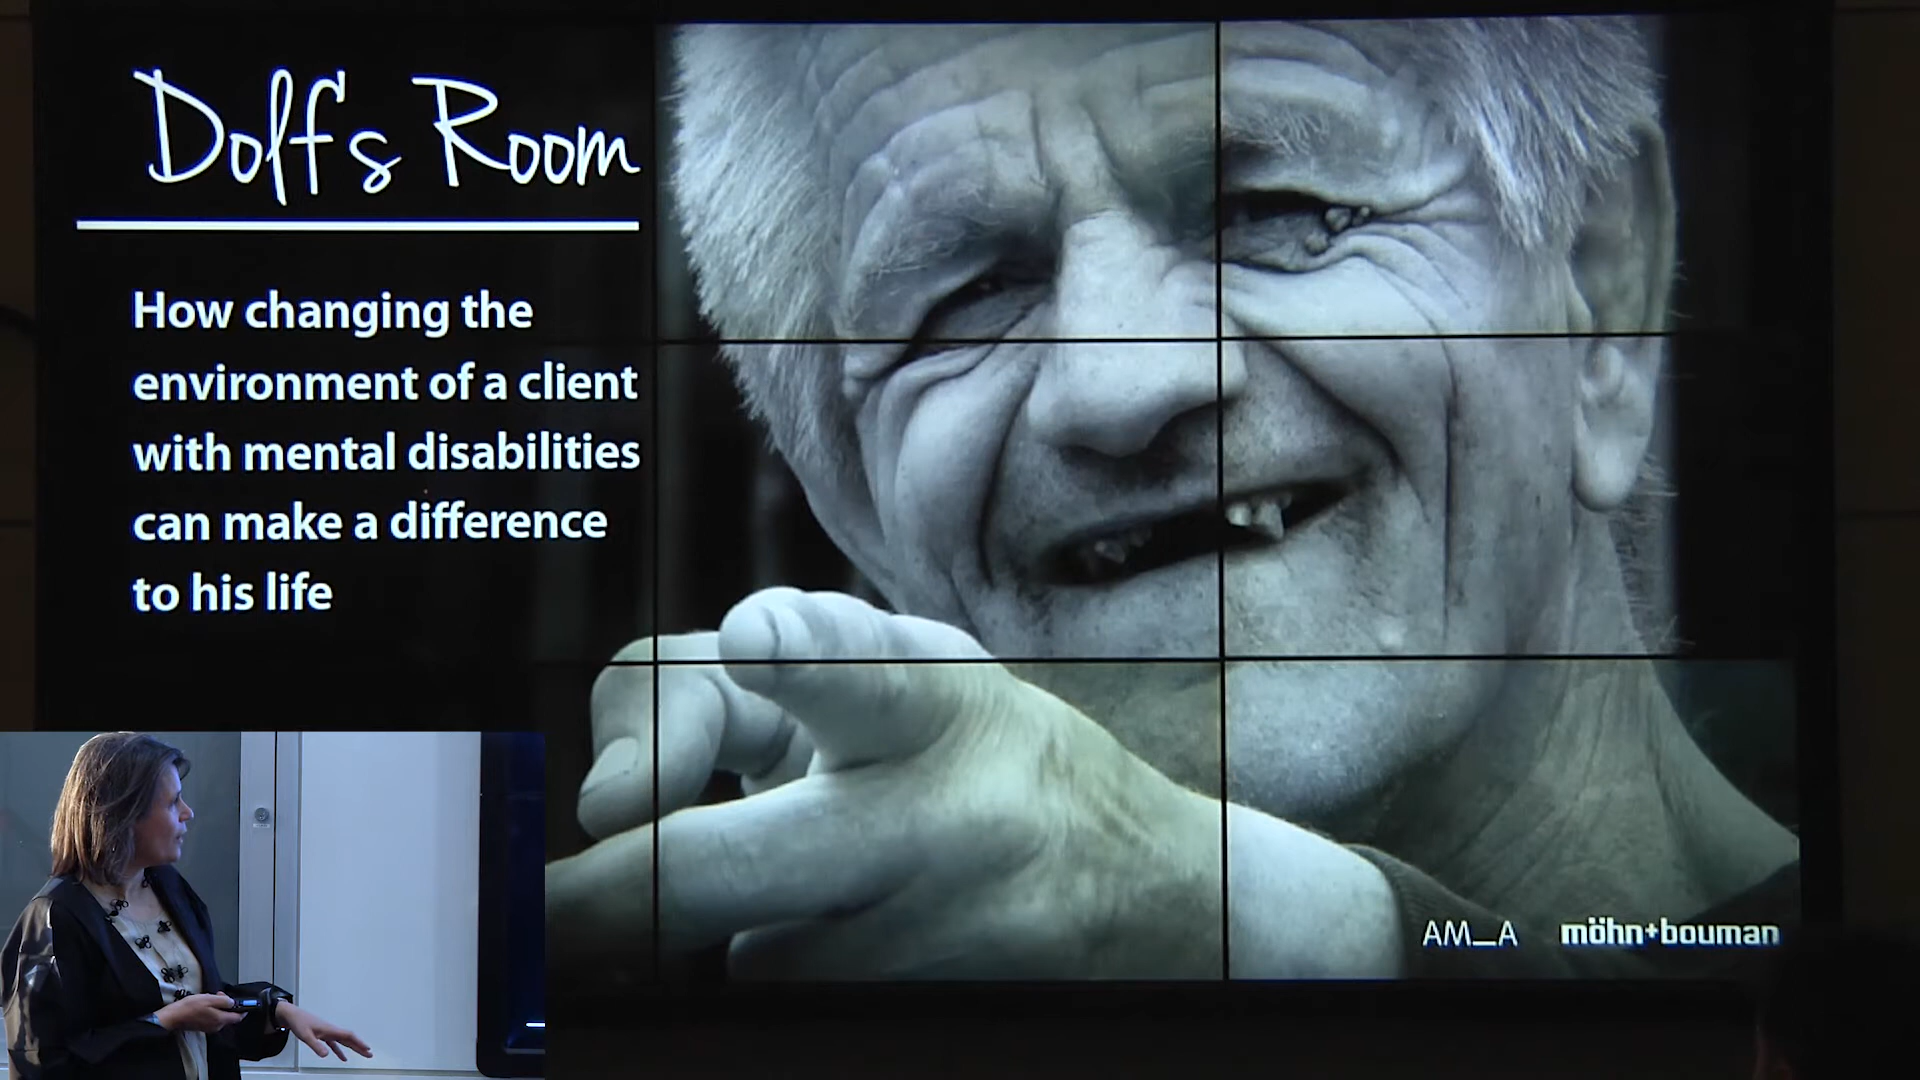 Dolf's Room
How changing the
environment of a client
with mental disabilities
can make a difference
to his life
AM_A möhn+bouman